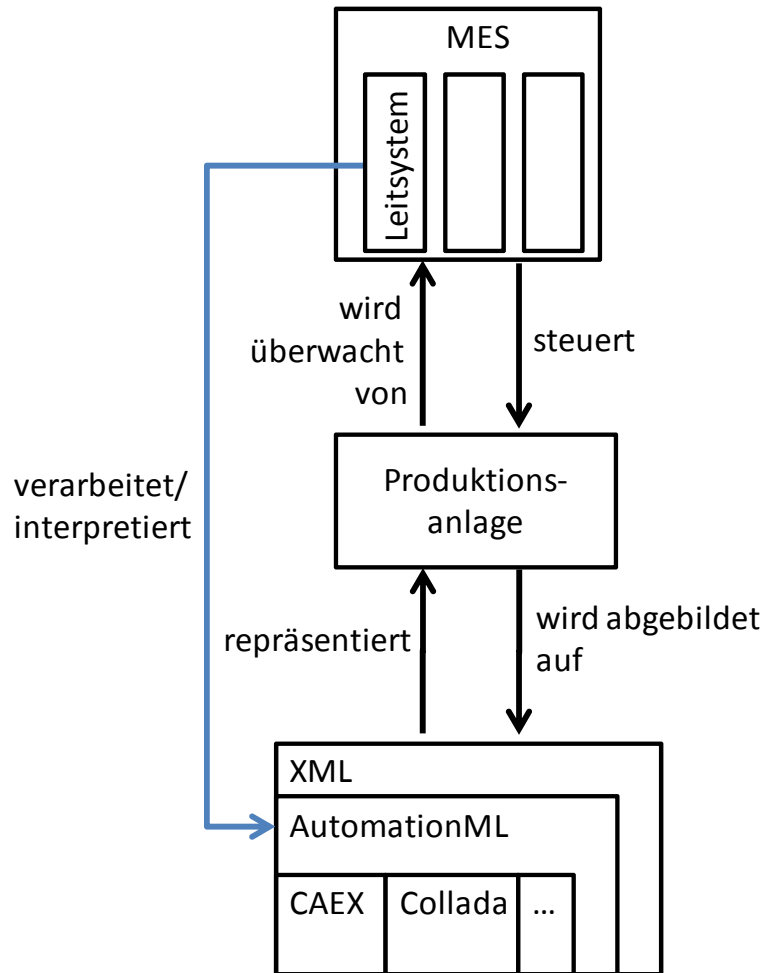 MES
Leitsystem
wird
überwacht
von
steuert
verarbeitet/
interpretiert
Produktions-
anlage
repräsentiert
wird abgebildet
auf
XML
AutomationML
CAEX
Collada
...